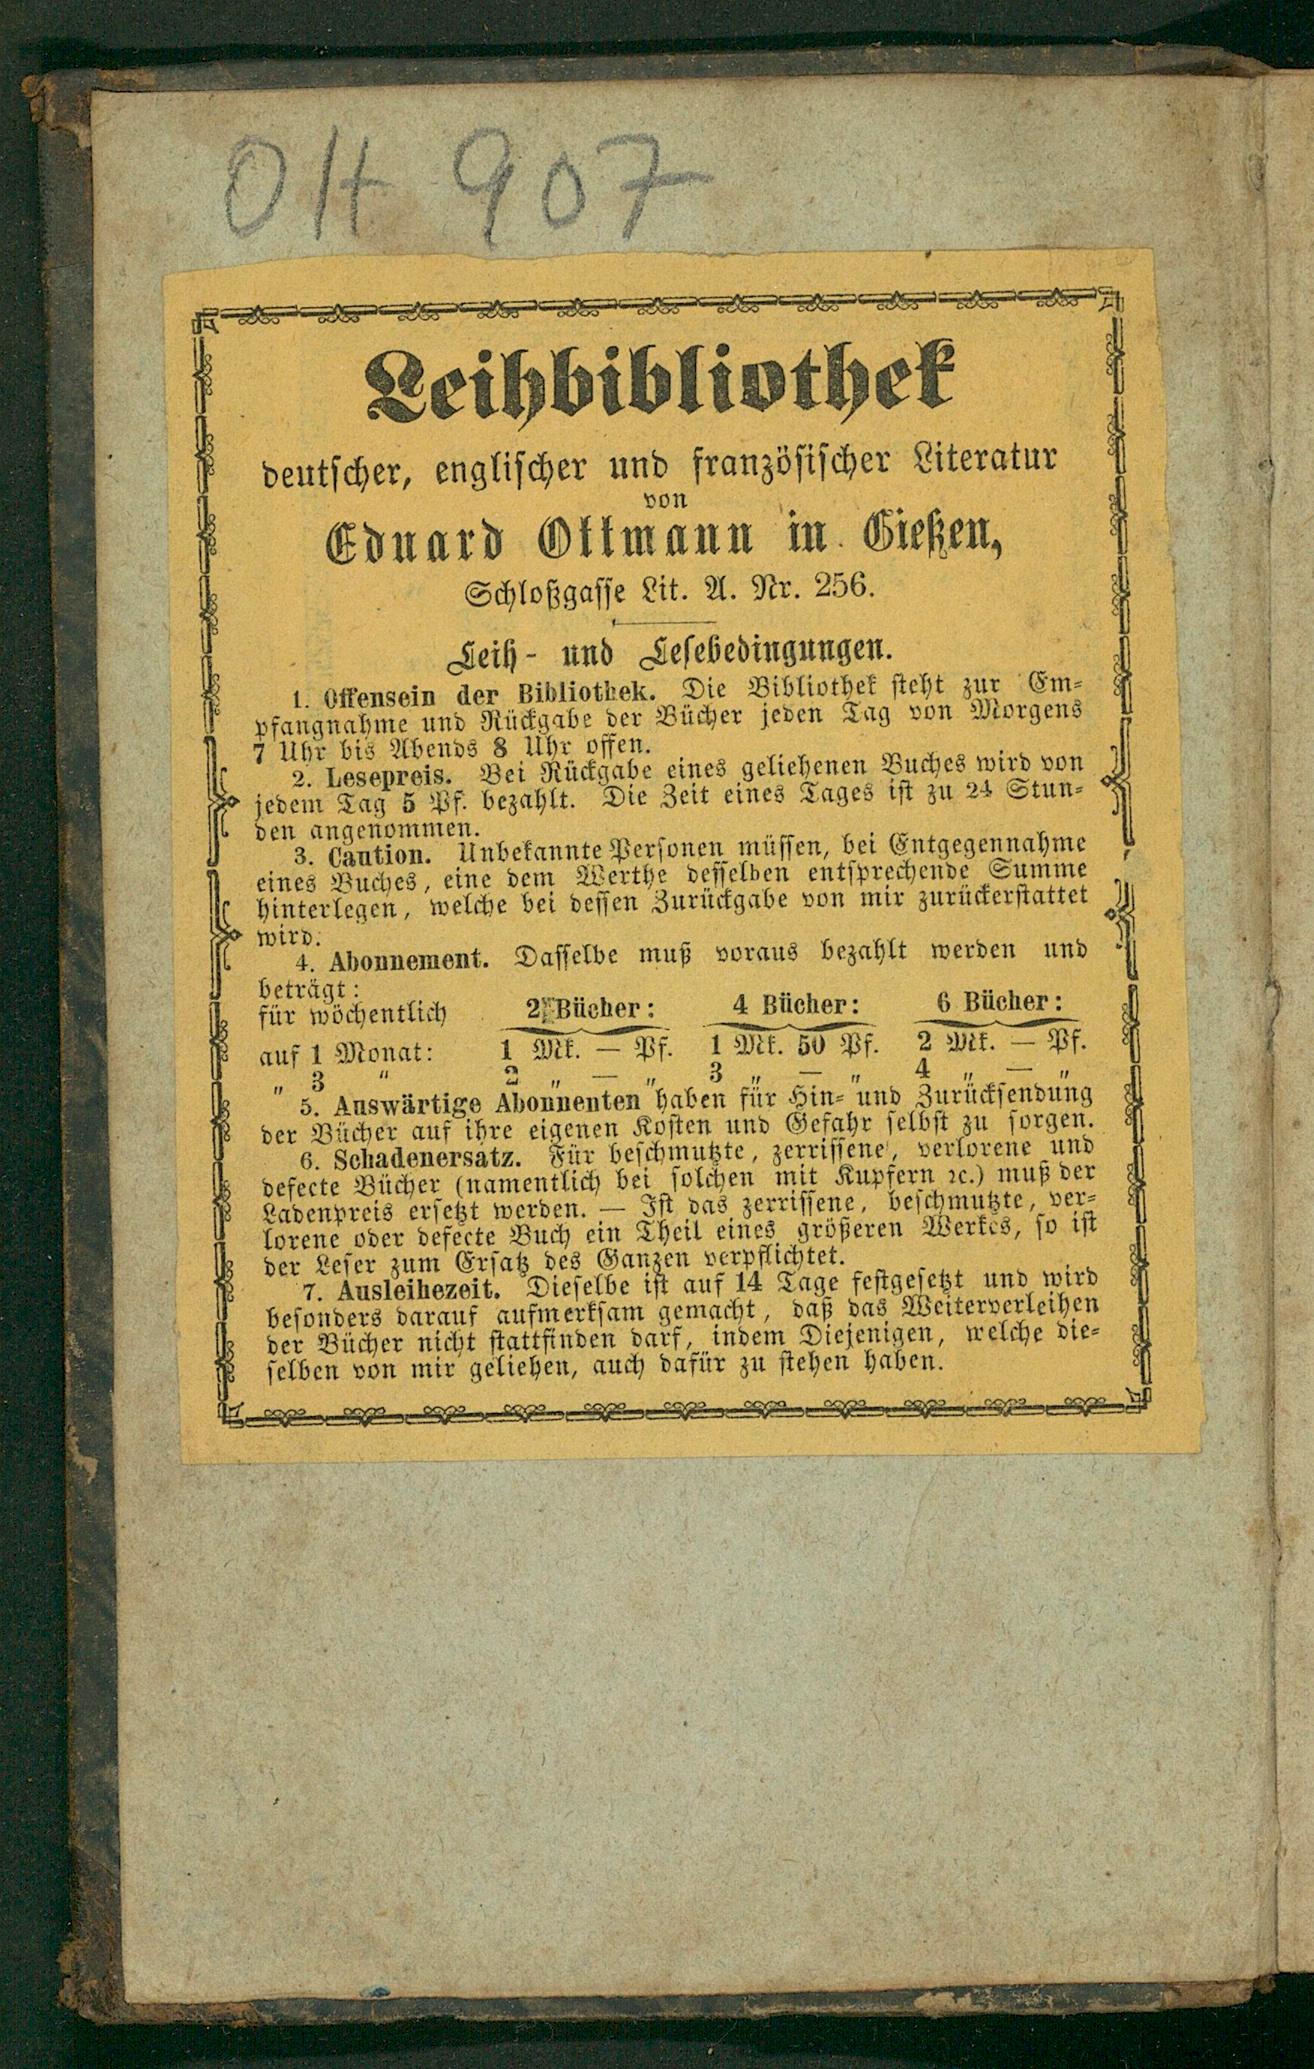 OH 907
Leihbibliothek
deutscher, englischer und französischer Literatur
von
Eduard Ottmann in Gießen,
Schloßgasse Lit. A. Nr. 256.
Leih- und Lesebedingungen.
1. Offensein der Bibliothek. Die Bibliothek steht zur Em-
pfangnahme und Rückgabe der Bücher jeden Tag von Morgens
7 Uhr bis Abends 8 Uhr offen.
2. Lesepreis. Bei Rückgabe eines geliehenen Buches wird von
jedem Tag 5 Pf. bezahlt. Die Zeit eines Tages ist zu 24 Stun-
den angenommen.
3. Caution. Unbekannte Personen müssen, bei Entgegennahme
eines Buches, eine dem Werthe desselben entsprechende Summe
hinterlegen, welche bei dessen Zurückgabe von mir zurückerstattet
wird.
4. Abonnement. Dasselbe muß voraus bezahlt werden und
beträgt:
für wöchentlich 2 Bücher: 4 Bücher: 6 Bücher:
auf 1 Monat: 1 Mk. — Pf. 1 Mk. 50 Pf. 2 Mk. — Pf.
„ 3 „ 2 „ — „ 3 „ — „ 4 „ — „
5. Auswärtige Abonnenten haben für Hin- und Zurücksendung
der Bücher auf ihre eigenen Kosten und Gefahr selbst zu sorgen.
6. Schadenersatz. Für beschmutzte, zerrissene, verlorene und
defecte Bücher (namentlich bei solchen mit Kupfern ꝛc.) muß der
Ladenpreis ersetzt werden. — Ist das zerrissene, beschmutzte, ver-
lorene oder defecte Buch ein Theil eines größeren Werkes, so ist
der Leser zum Ersatz des Ganzen verpflichtet.
7. Ausleihezeit. Dieselbe ist auf 14 Tage festgesetzt und wird
besonders darauf aufmerksam gemacht, daß das Weiterverleihen
der Bücher nicht stattfinden darf, indem Diejenigen, welche die-
selben von mir geliehen, auch dafür zu stehen haben.